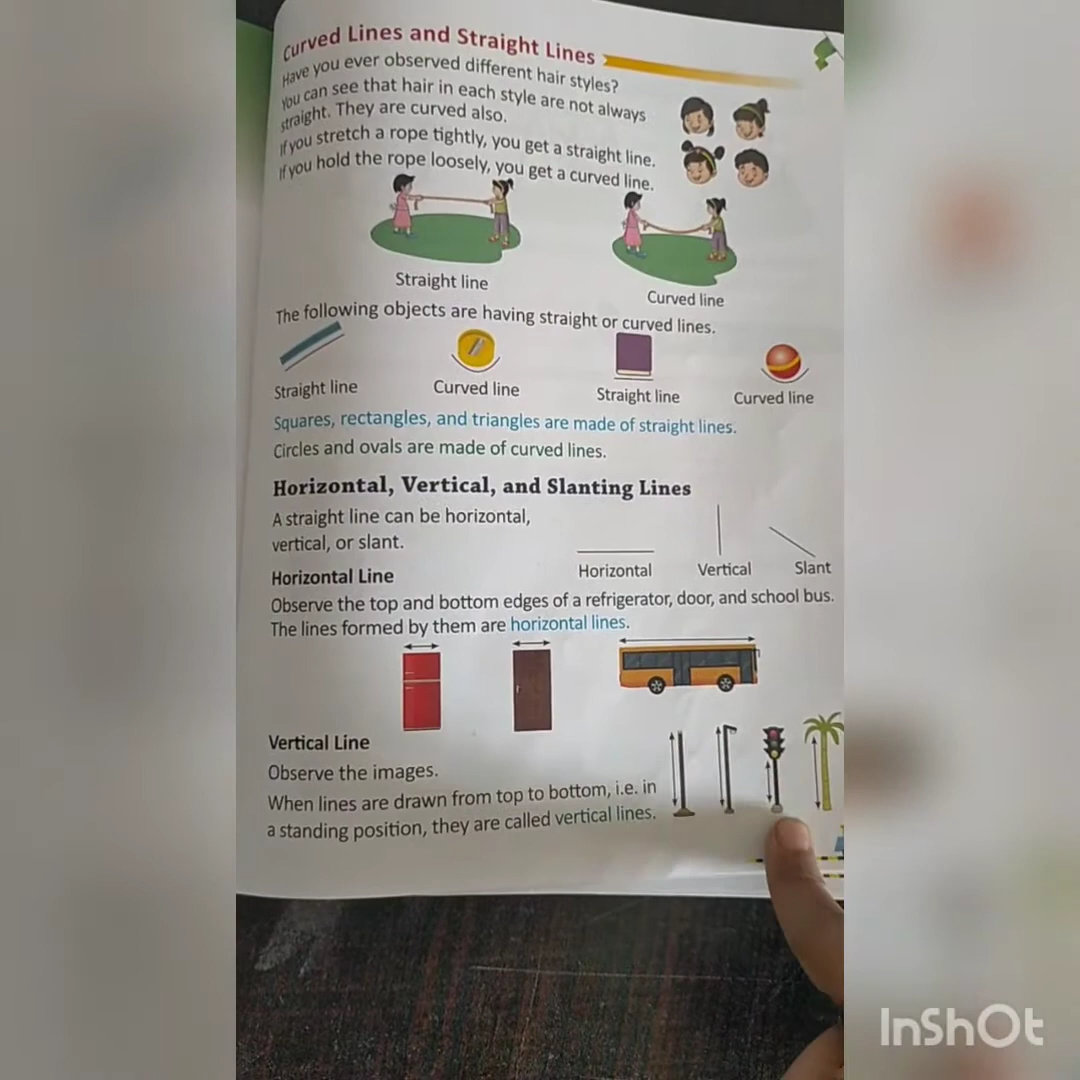 Curved Lines and Straight Lines
Have you ever observed different hair styles?
You can see that hair in each style are not always
straight. They are curved also.
If you stretch a rope tightly, you get a straight line.
If you hold the rope loosely, you get a curved line.
Straight line
Curved line
The following objects are having straight or curved lines.
Straight line Curved line Straight line Curved line
Squares, rectangles, and triangles are made of straight lines.
Circles and ovals are made of curved lines.
Horizontal, Vertical, and Slanting Lines
A straight line can be horizontal,
vertical, or slant.
Horizontal Vertical Slant
Horizontal Line
Observe the top and bottom edges of a refrigerator, door, and school bus.
The lines formed by them are horizontal lines.
Vertical Line
Observe the images.
When lines are drawn from top to bottom, i.e. in
a standing position, they are called vertical lines.
InShOt